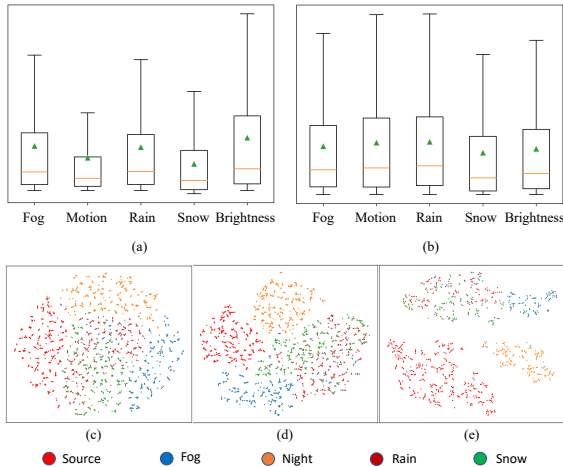 Fog Motion Rain Snow Brightness
(a)
Fog Motion Rain Snow Brightness
(b)
(c)
(d)
(e)
Source Fog Night Rain Snow